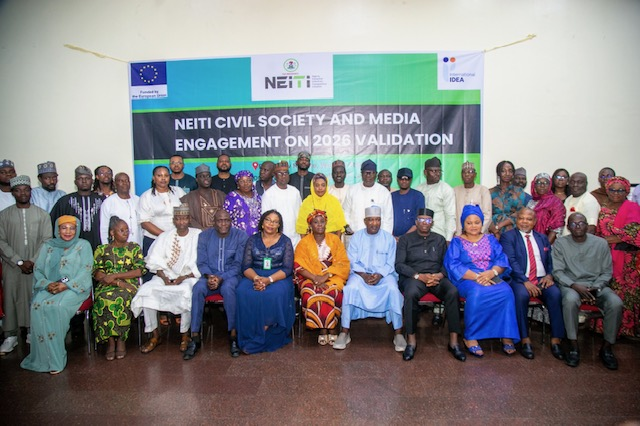 Funded by
the European Union
NEITI
International
IDEA
NEITI CIVIL SOCIETY AND MEDIA
ENGAGEMENT ON 2026 VALIDATION